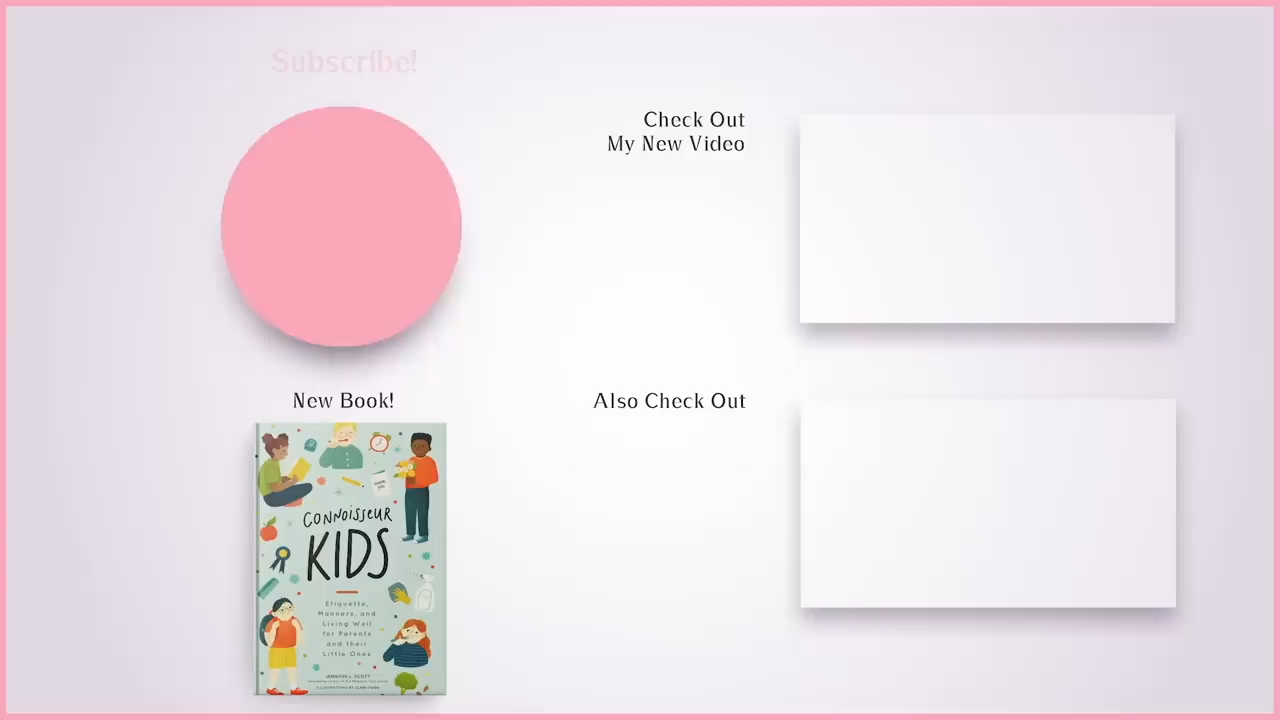 Subscribe!
Check Out
My New Video
New Book!
Also Check Out
CONNOISSEUR
KIDS
Etiquette,
Manners, and
Living Well
for Parents
and their
Little Ones
JENNIFER L. SCOTT